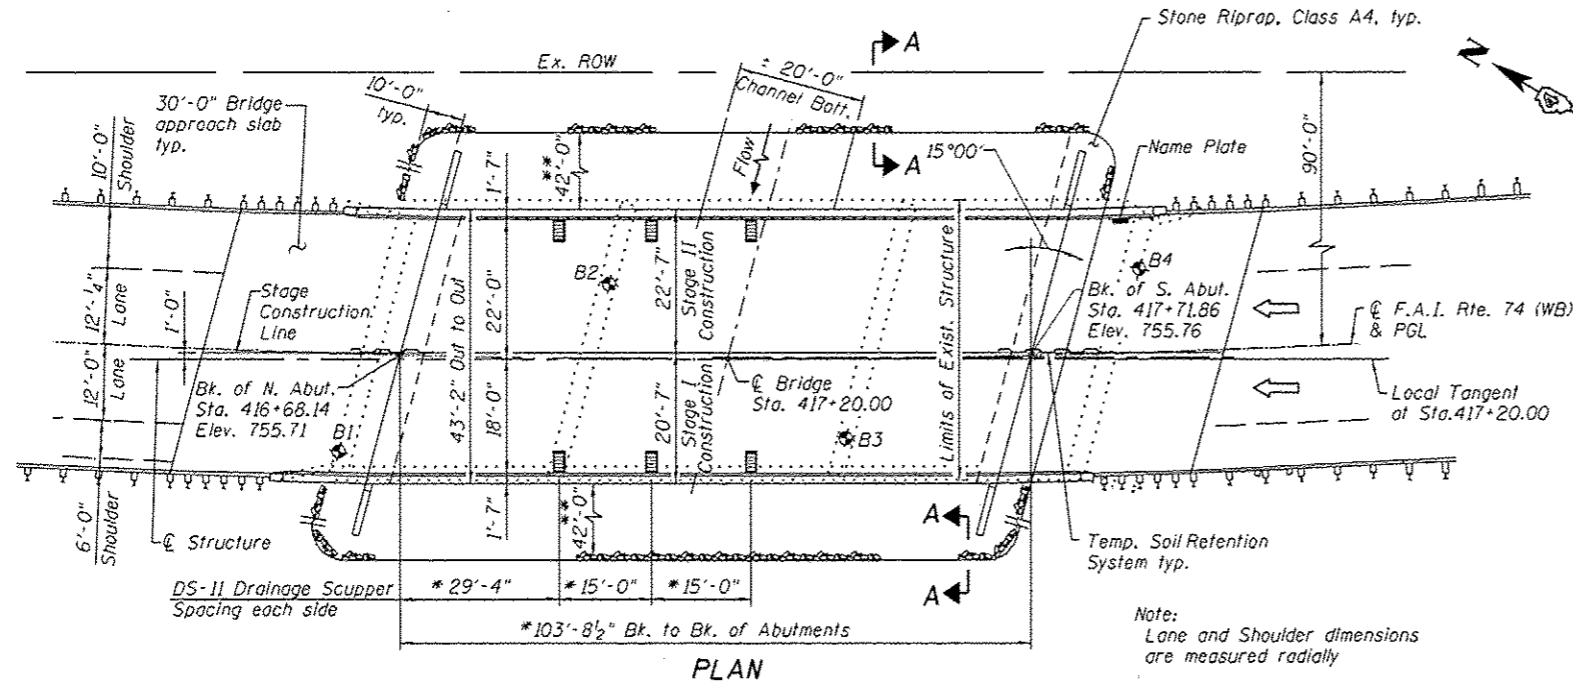 Stone Riprap, Class A4, typ.
A
Ex. ROW
± 20'-0"
Channel Bott.
N
10'-0"
typ.
30'-0" Bridge
approach slab
typ.
10'-0"
Shoulder
Flow
**
42'-0"
1'-7"
A
15°00'
Name Plate
90'-0"
B2
B4
Stage
Construction
Line
12'-¼"
Lane
1'-0"
12'-0"
Lane
43'-2" Out to Out
22'-0"
18'-0"
22'-7"
Stage II
Construction
20'-7"
Stage I
Construction
Limits of Exist. Structure
Bk. of S. Abut.
Sta. 417+71.86
Elev. 755.76
℄ F.A.I. Rte. 74 (WB)
& PGL
Bk. of N. Abut.
Sta. 416+68.14
Elev. 755.71
℄ Bridge
Sta. 417+20.00
Local Tangent
at Sta.417+20.00
B1
B3
6'-0"
Shoulder
℄ Structure
1'-7"
**
42'-0"
A
Temp. Soil Retention
System typ.
DS-11 Drainage Scupper
Spacing each side
*29'-4"
*15'-0"
*15'-0"
A
*103'-8½" Bk. to Bk. of Abutments
Note:
Lane and Shoulder dimensions
are measured radially
PLAN